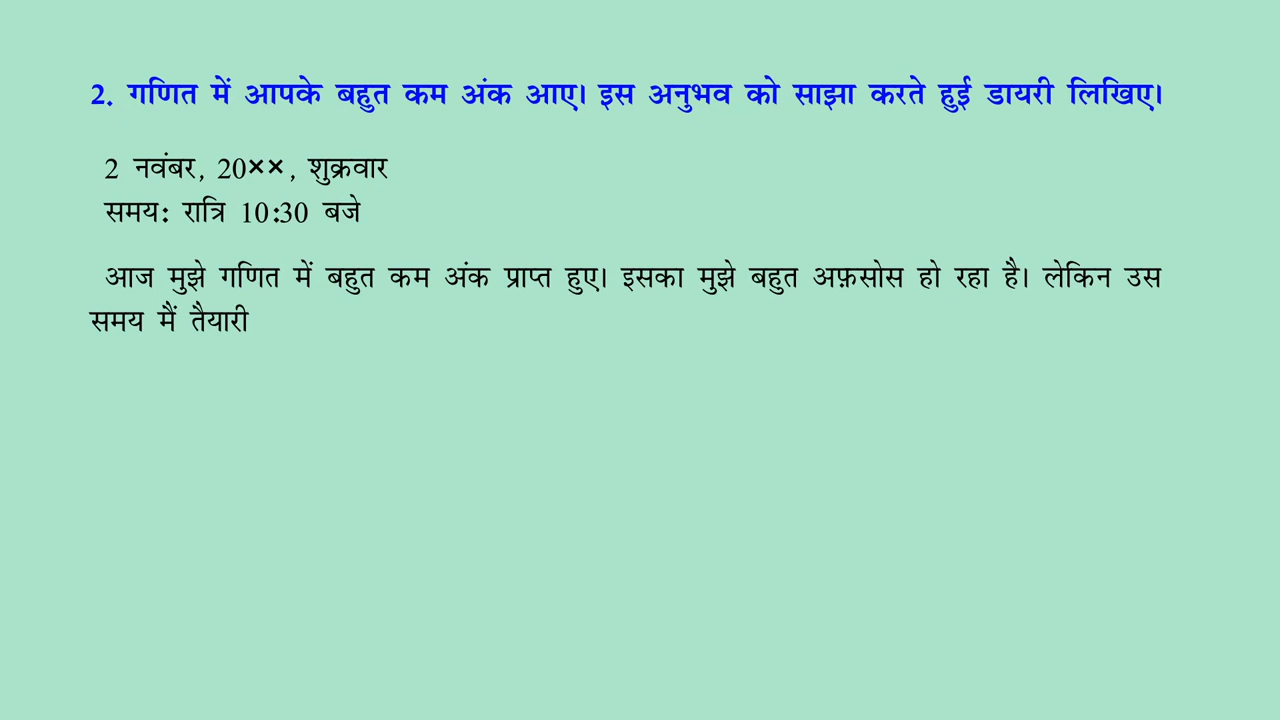 2. गणित में आपके बहुत कम अंक आए। इस अनुभव को साझा करते हुई डायरी लिखिए।
2 नवंबर, 20××, शुक्रवार
समय: रात्रि 10:30 बजे
आज मुझे गणित में बहुत कम अंक प्राप्त हुए। इसका मुझे बहुत अफ़सोस हो रहा है। लेकिन उस
समय मैं तैयारी